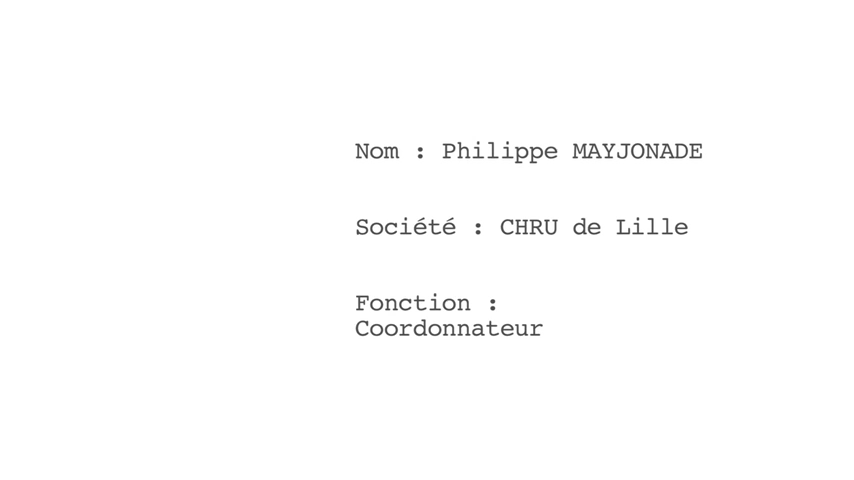 Nom : Philippe MAYJONADE
Société : CHRU de Lille
Fonction :
Coordonnateur